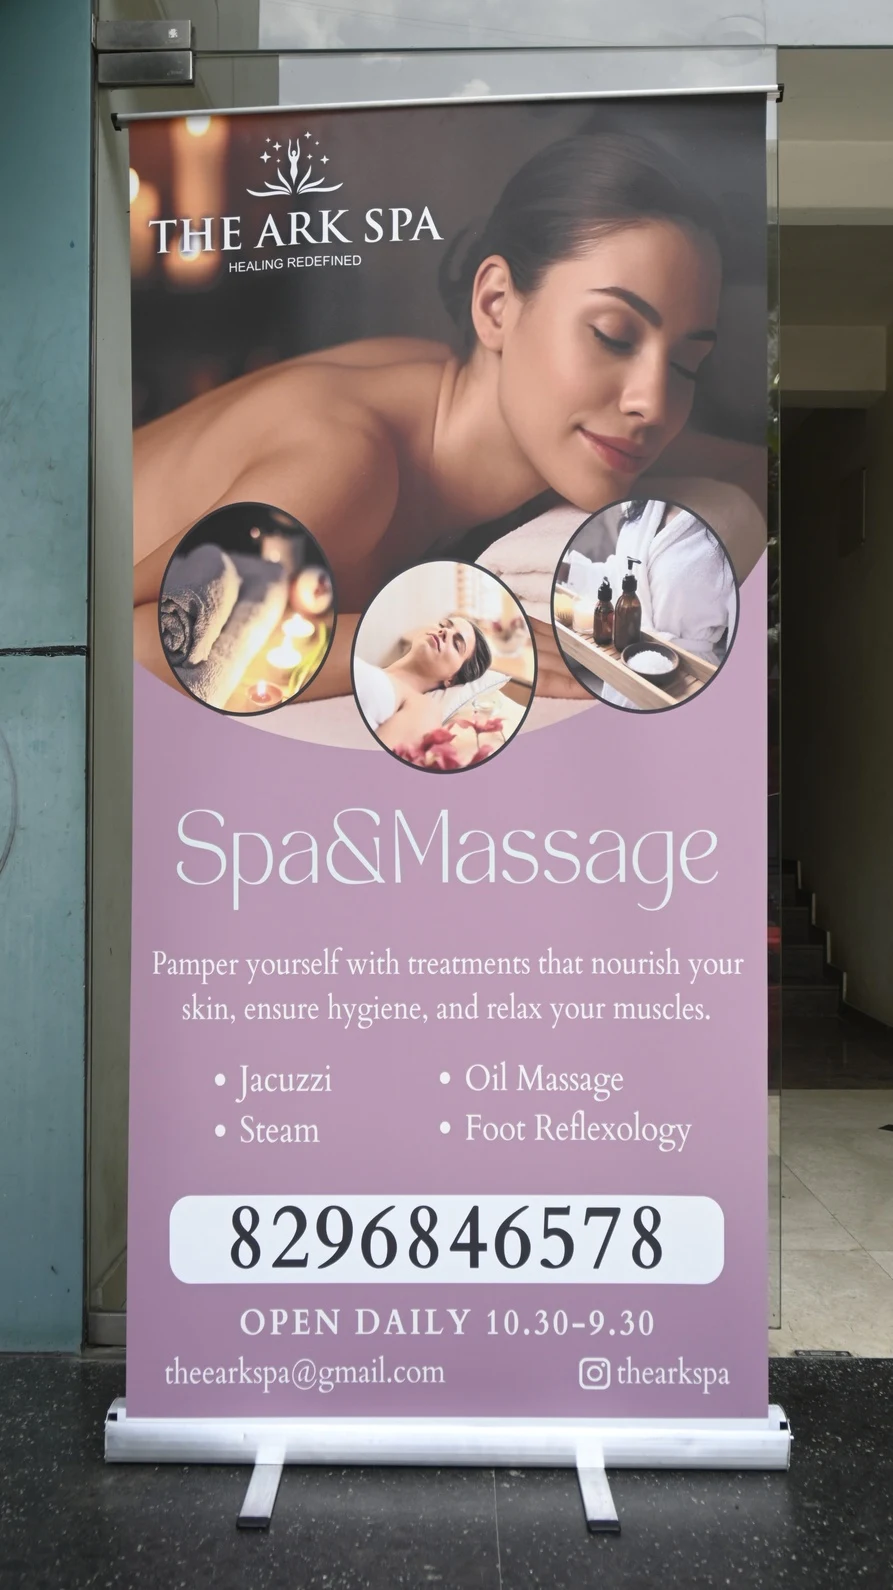 THE ARK SPA
HEALING REDEFINED
Spa&Massage
Pamper yourself with treatments that nourish your
skin, ensure hygiene, and relax your muscles.
• Jacuzzi
• Steam
• Oil Massage
• Foot Reflexology
8296846578
OPEN DAILY 10.30-9.30
theearkspa@gmail.com
thearkspa